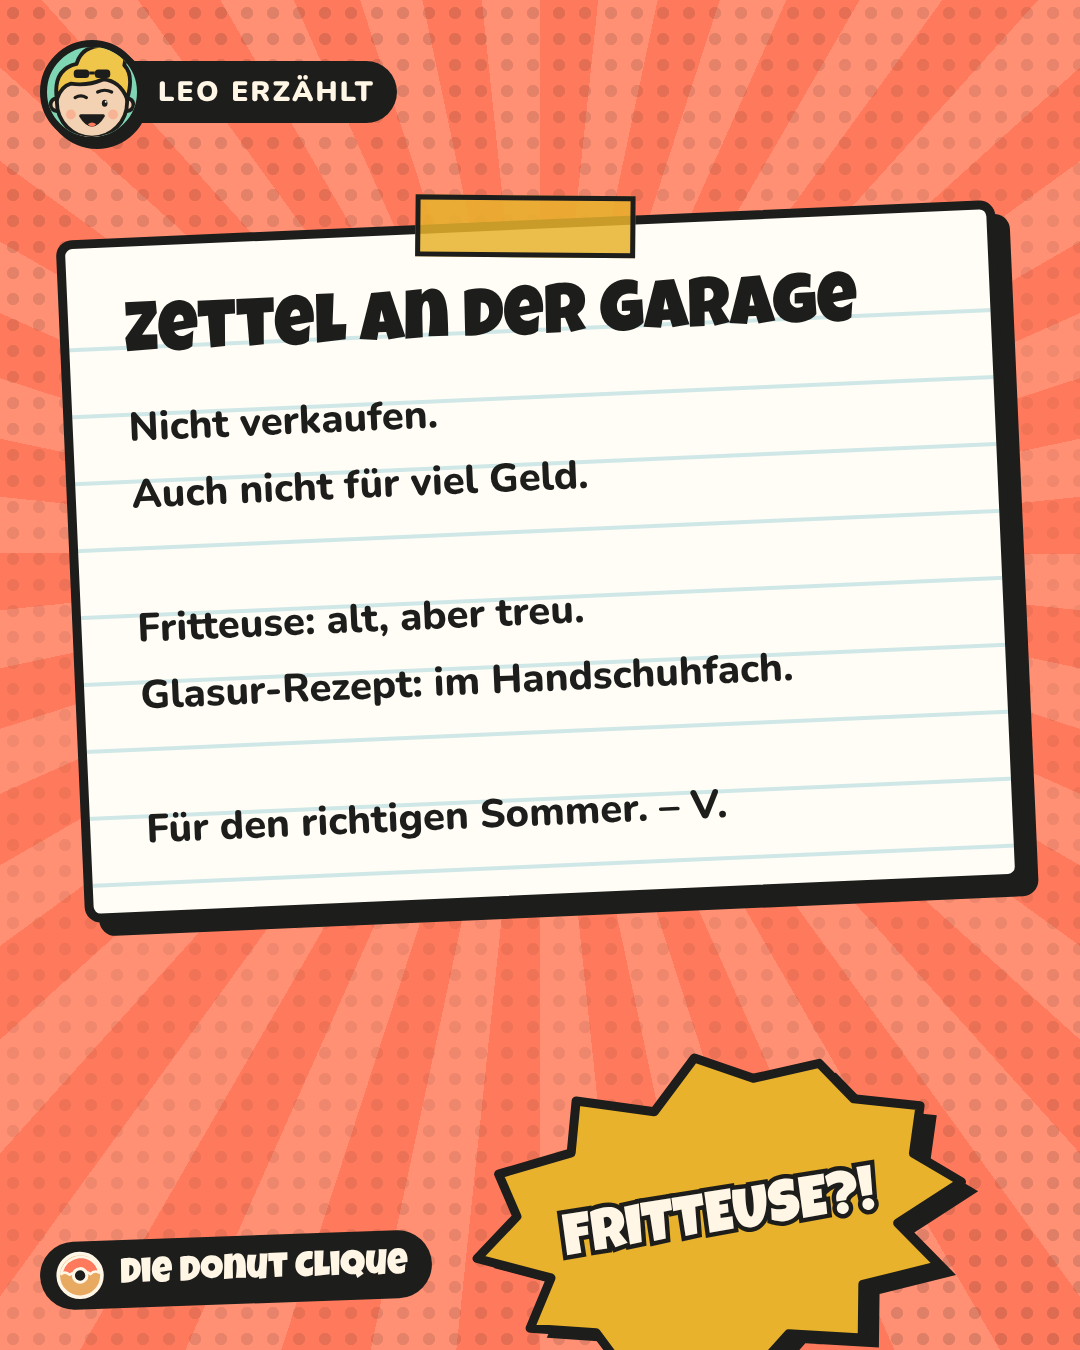 LEO ERZÄHLT
ZETTEL AN DER GARAGE
Nicht verkaufen.
Auch nicht für viel Geld.
Fritteuse: alt, aber treu.
Glasur-Rezept: im Handschuhfach.
Für den richtigen Sommer. – V.
FRITTEUSE?!
DIE DONUT CLIQUE